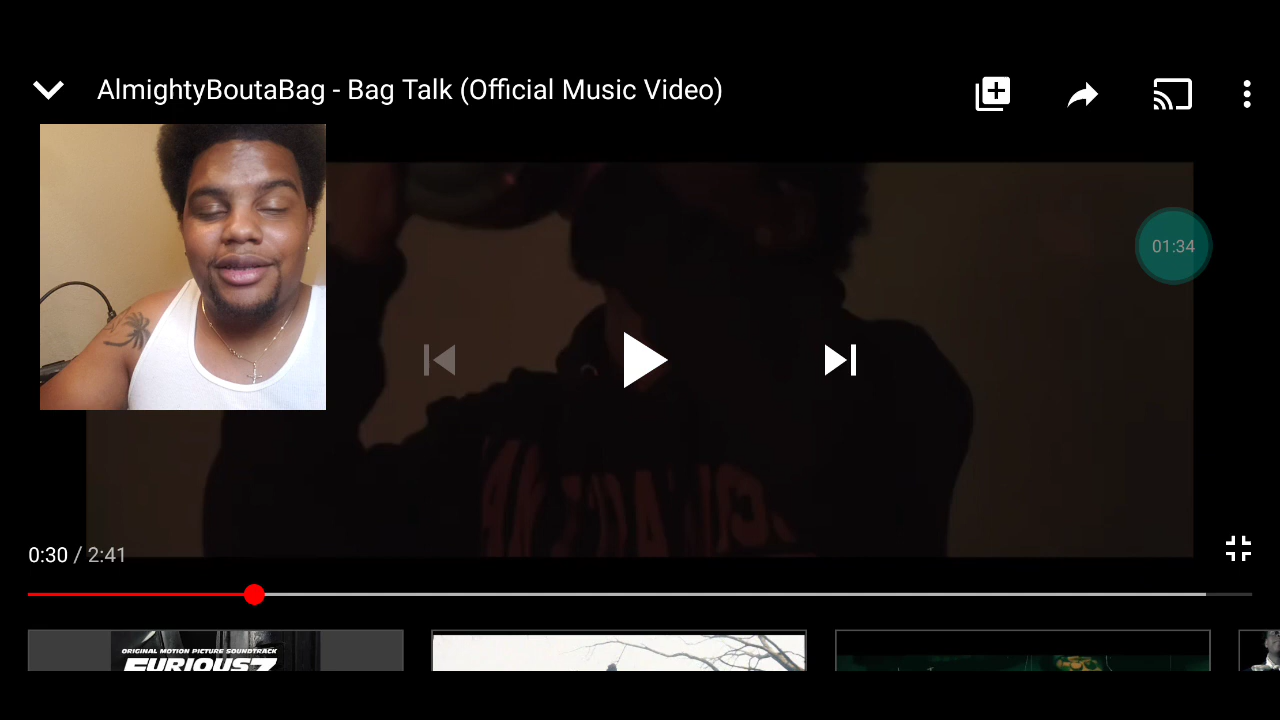 AlmightyBoutaBag - Bag Talk (Official Music Video)
01:34
0:30 / 2:41
ORIGINAL MOTION PICTURE SOUNDTRACK
FURIOUS 7